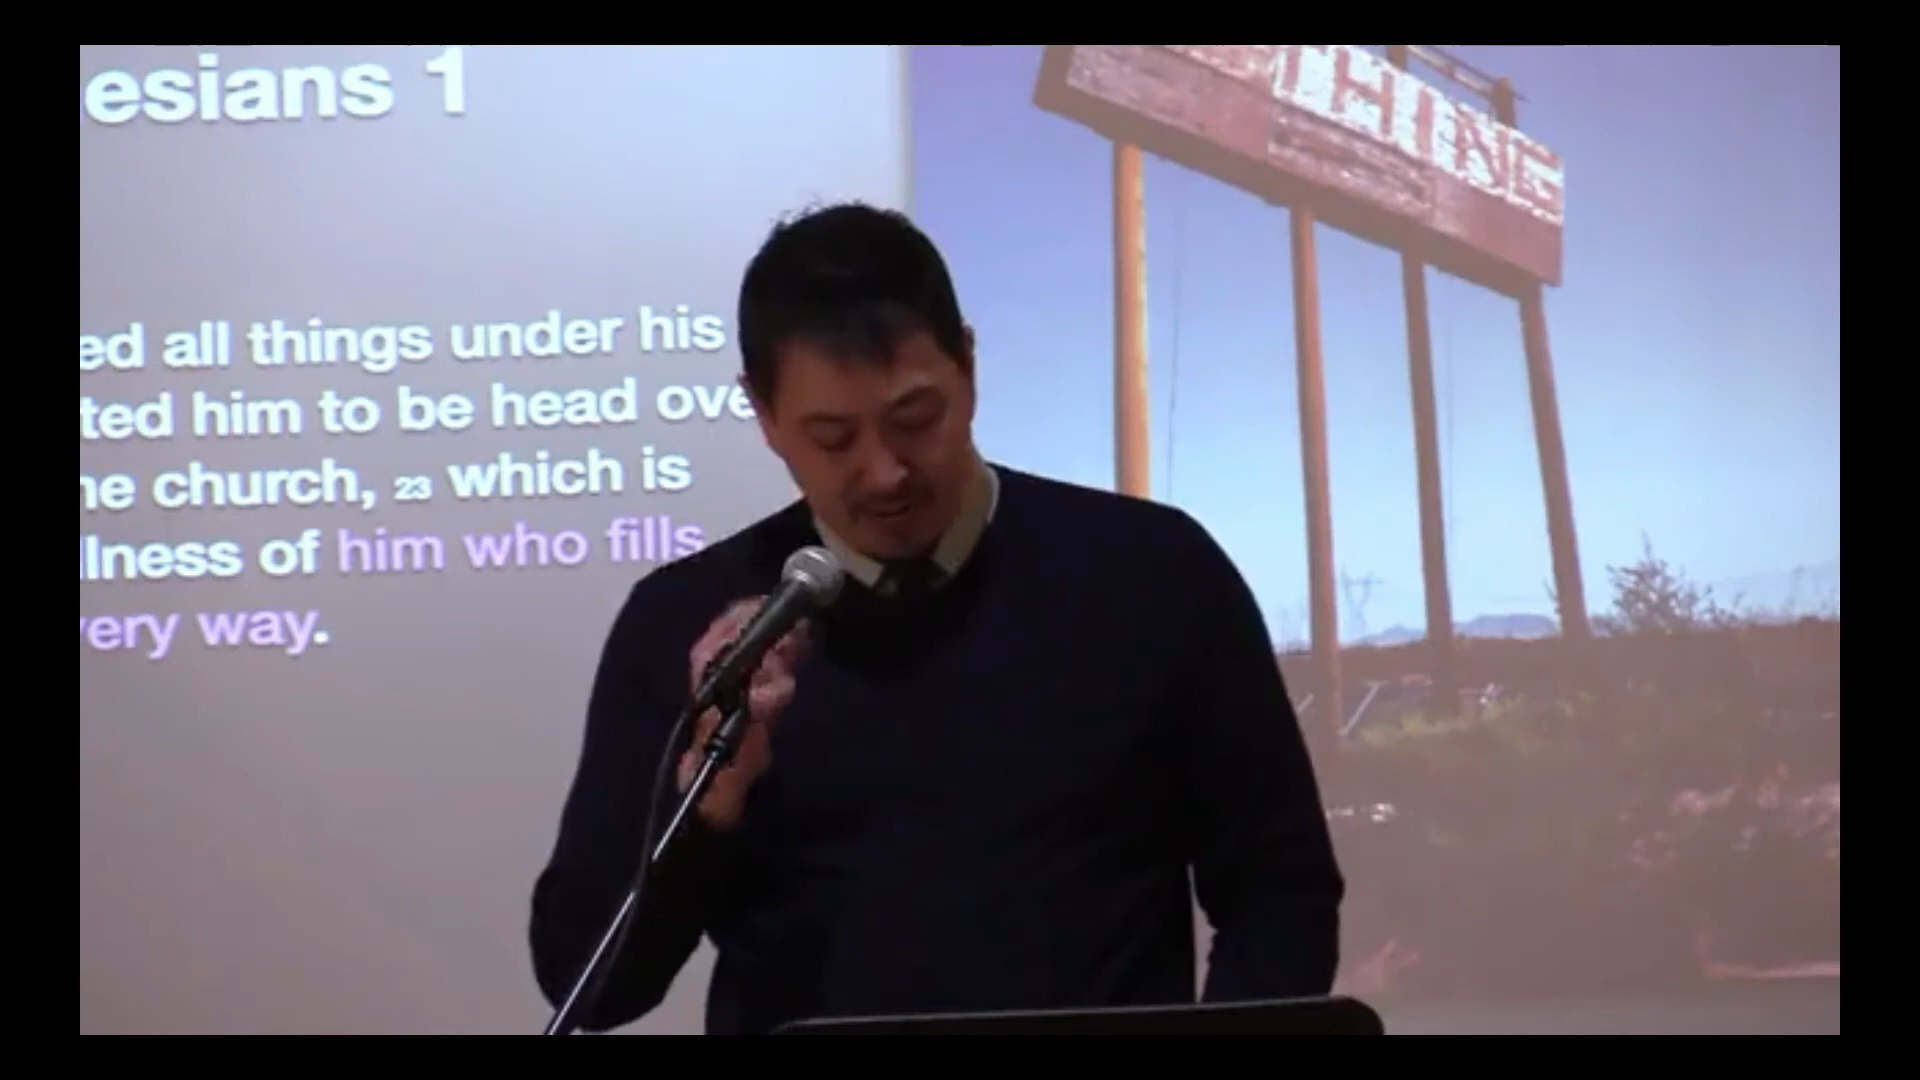 esians 1
ed all things under his
ted him to be head ove
he church, 23 which is
llness of him who fills
very way.